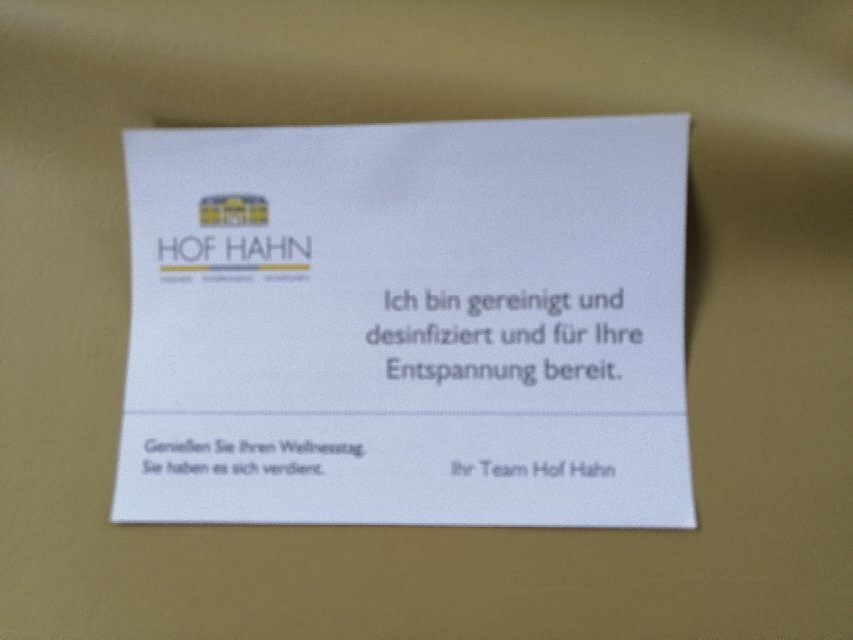 HOF HAHN
Ich bin gereinigt und
desinfiziert und für Ihre
Entspannung bereit.
Genießen Sie Ihren Wellnesstag.
Sie haben es sich verdient.
Ihr Team Hof Hahn